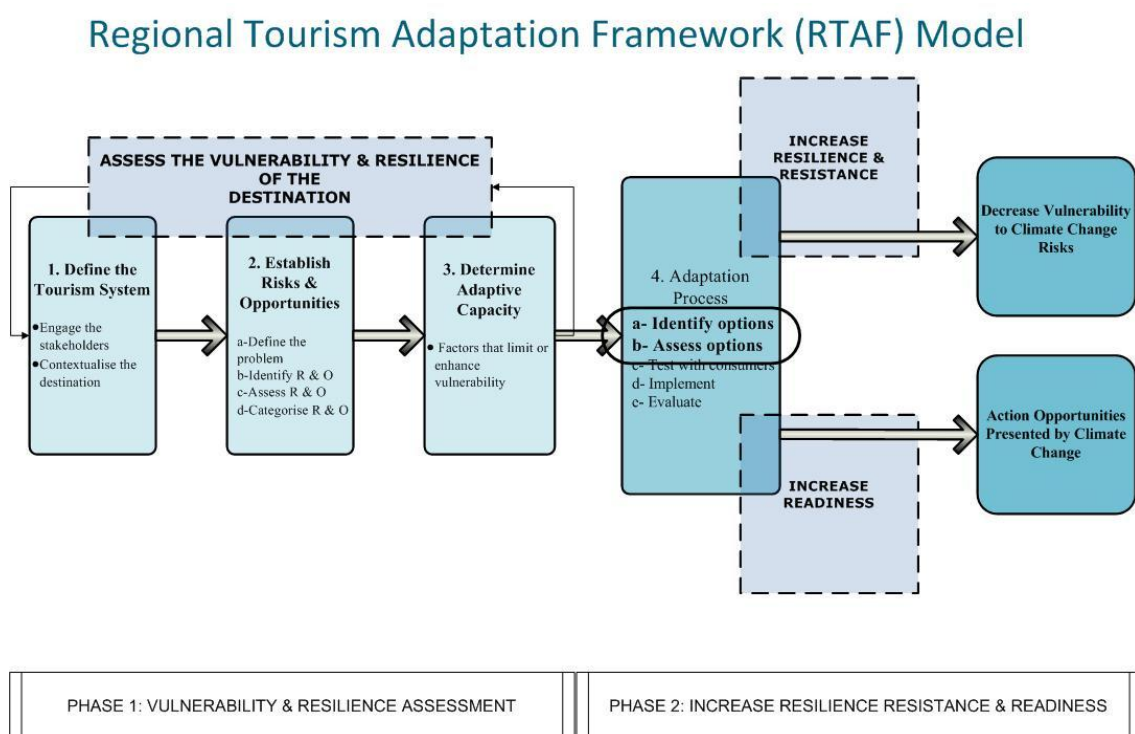 Regional Tourism Adaptation Framework (RTAF) Model
ASSESS THE VULNERABILITY & RESILIENCE
OF THE
DESTINATION
1. Define the
Tourism System
•Engage the
stakeholders
•Contextualise the
destination
2. Establish
Risks &
Opportunities
a-Define the
problem
b-Identify R & O
c-Assess R & O
d-Categorise R & O
3. Determine
Adaptive
Capacity
• Factors that limit or
enhance
vulnerability
4. Adaptation
Process
a- Identify options
b- Assess options
c- Test with consumers
d- Implement
e- Evaluate
INCREASE
RESILIENCE &
RESISTANCE
INCREASE
READINESS
Decrease Vulnerability
to Climate Change
Risks
Action Opportunities
Presented by Climate
Change
PHASE 1: VULNERABILITY & RESILIENCE ASSESSMENT
PHASE 2: INCREASE RESILIENCE RESISTANCE & READINESS